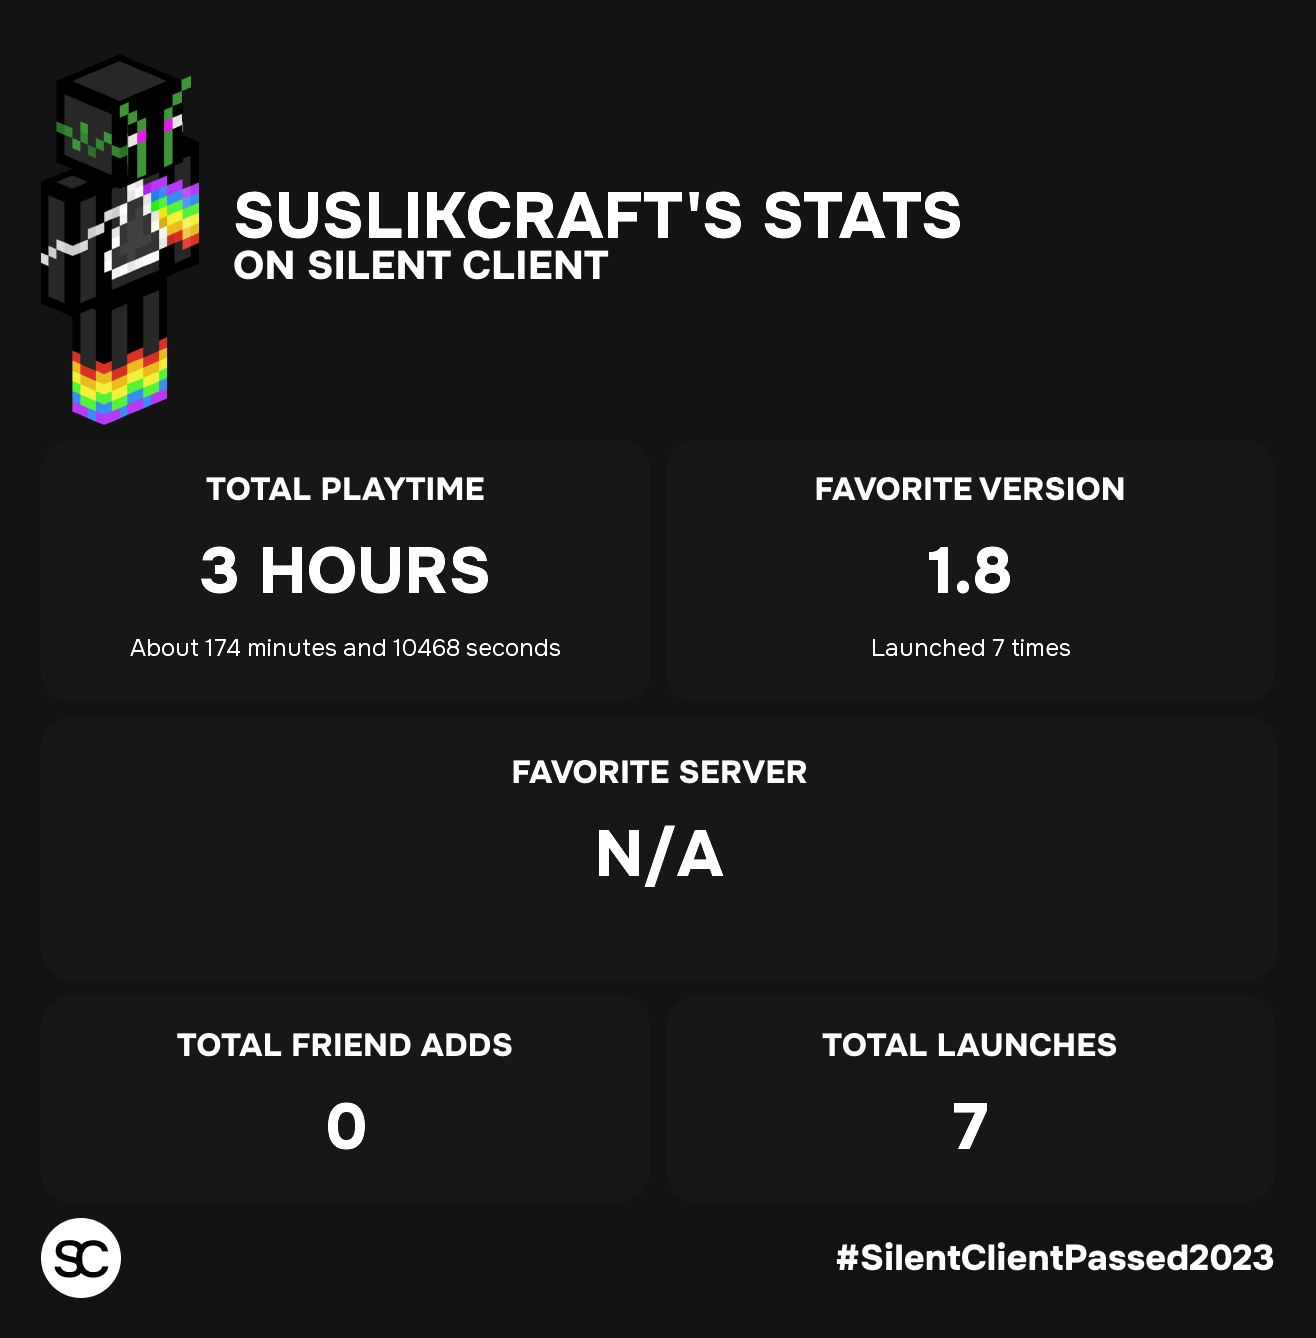 SUSLIKCRAFT'S STATS
ON SILENT CLIENT
TOTAL PLAYTIME
3 HOURS
About 174 minutes and 10468 seconds
FAVORITE VERSION
1.8
Launched 7 times
FAVORITE SERVER
N/A
TOTAL FRIEND ADDS
0
TOTAL LAUNCHES
7
SC
#SilentClientPassed2023